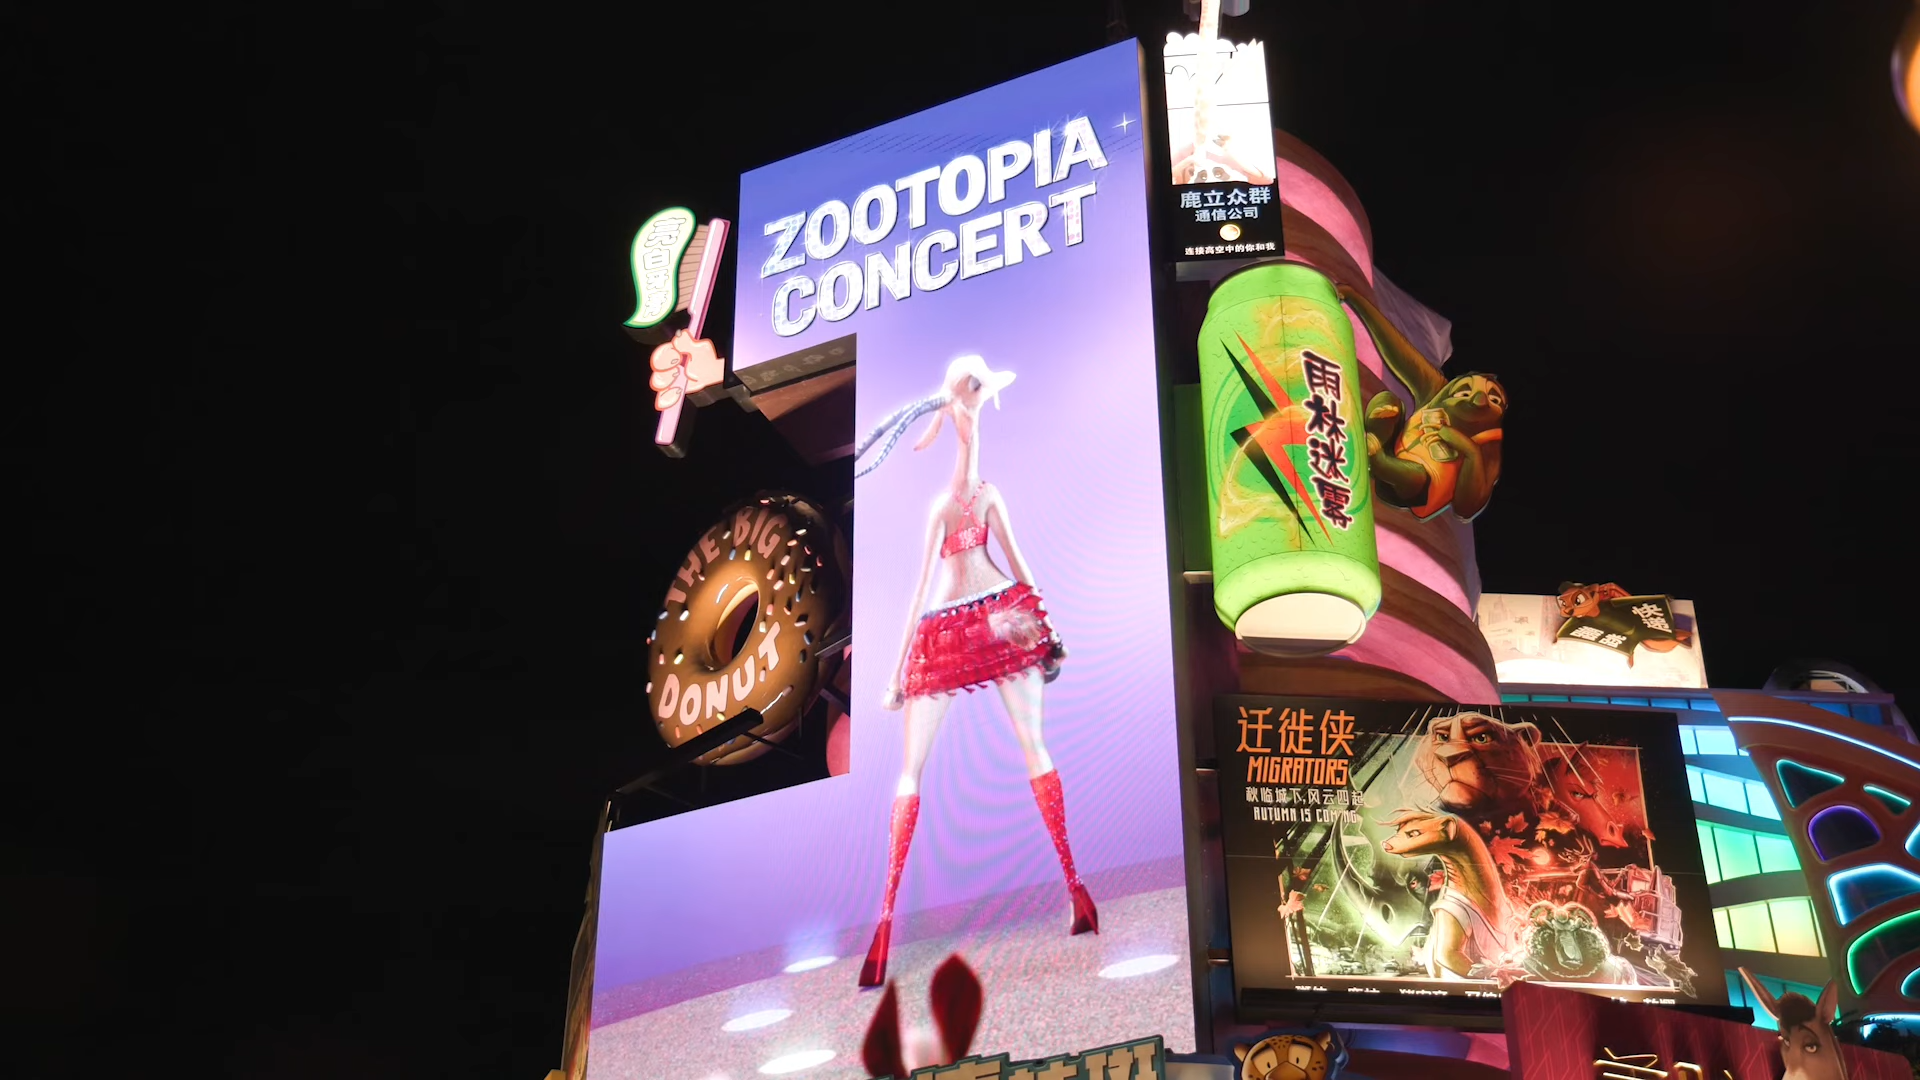 ZOOTOPIA
CONCERT
鹿立众群
通信公司
连接高空中的你和我
THE BIG
DONUT
雨林迷雾
快递
迁徙侠
MIGRATORS
秋临城下,风云四起
AUTUMN IS COMING